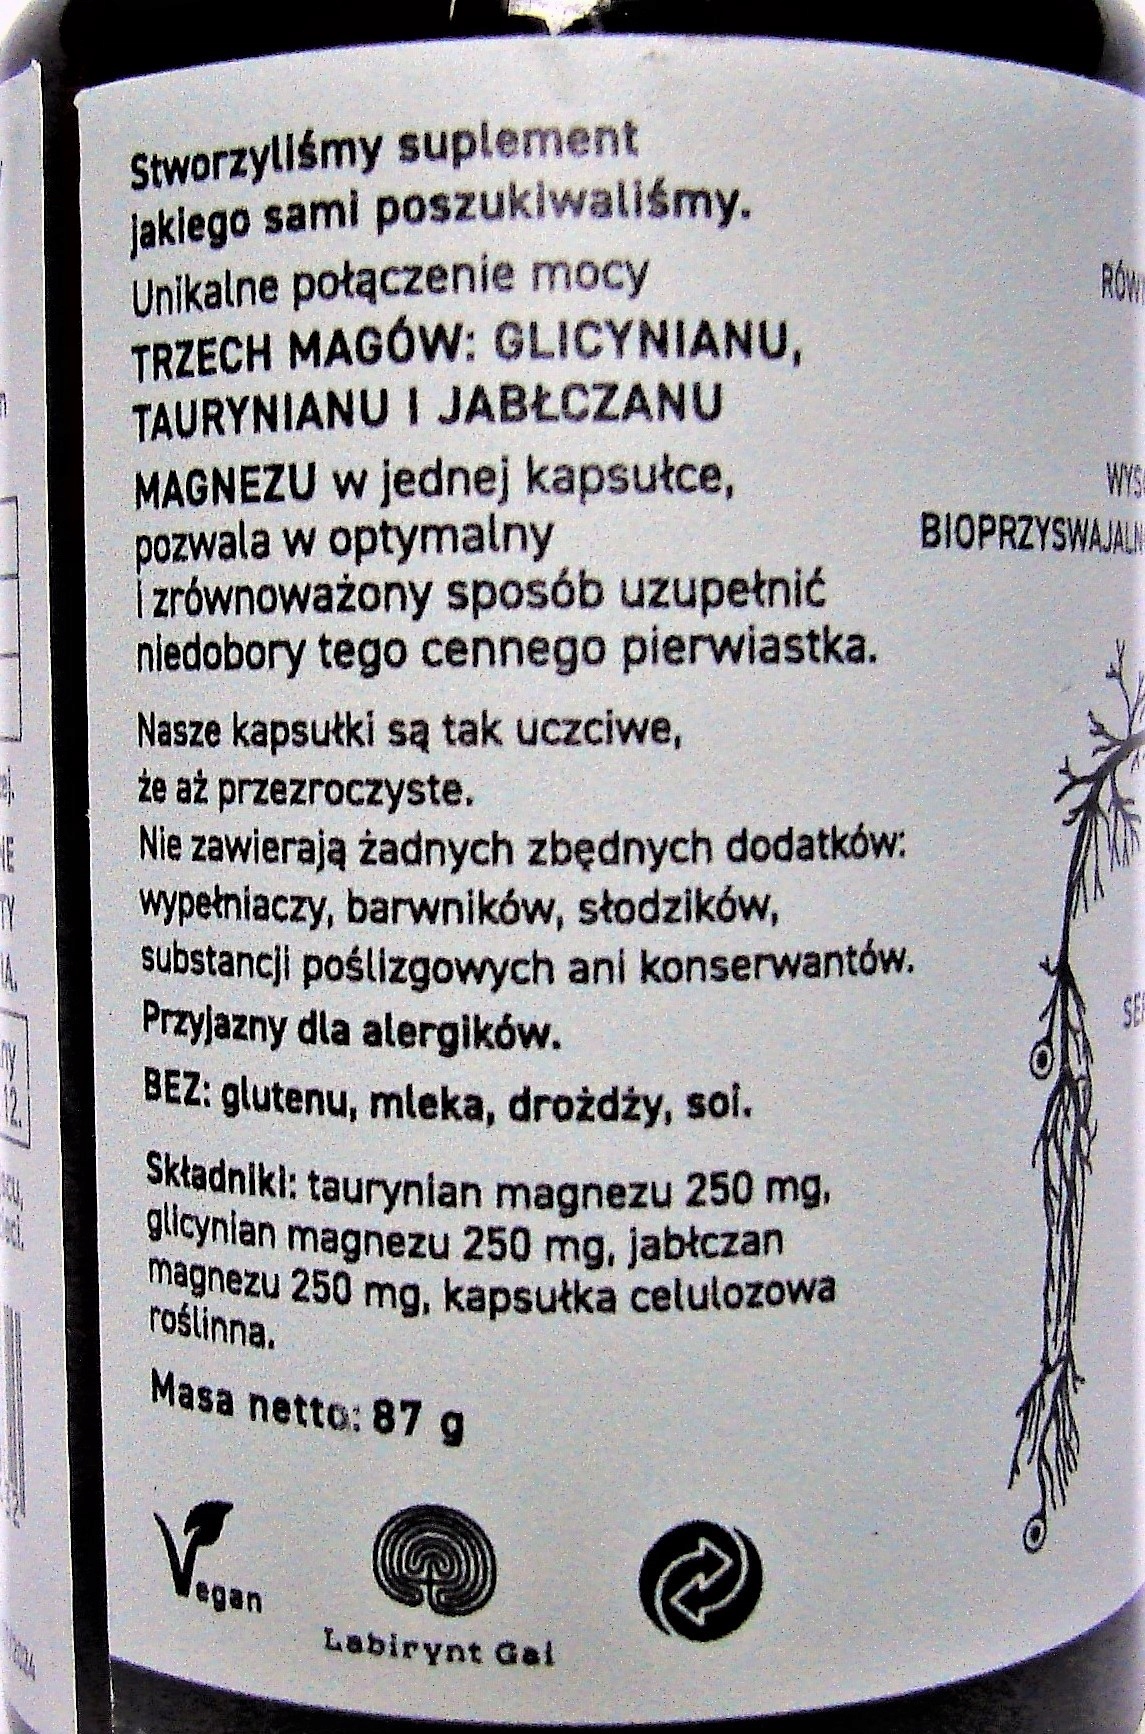 Stworzyliśmy suplement
jakiego sami poszukiwaliśmy.
Unikalne połączenie mocy
TRZECH MAGÓW: GLICYNIANU,
TAURYNIANU I JABŁCZANU
MAGNEZU w jednej kapsułce,
pozwala w optymalny
i zrównoważony sposób uzupełnić
niedobory tego cennego pierwiastka.
Nasze kapsułki są tak uczciwe,
że aż przezroczyste.
Nie zawierają żadnych zbędnych dodatków:
wypełniaczy, barwników, słodzików,
substancji poślizgowych ani konserwantów.
Przyjazny dla alergików.
BEZ: glutenu, mleka, drożdży, soi.
Składniki: taurynian magnezu 250 mg,
glicynian magnezu 250 mg, jabłczan
magnezu 250 mg, kapsułka celulozowa
roślinna.
Masa netto: 87 g
Vegan
Labirynt Gai